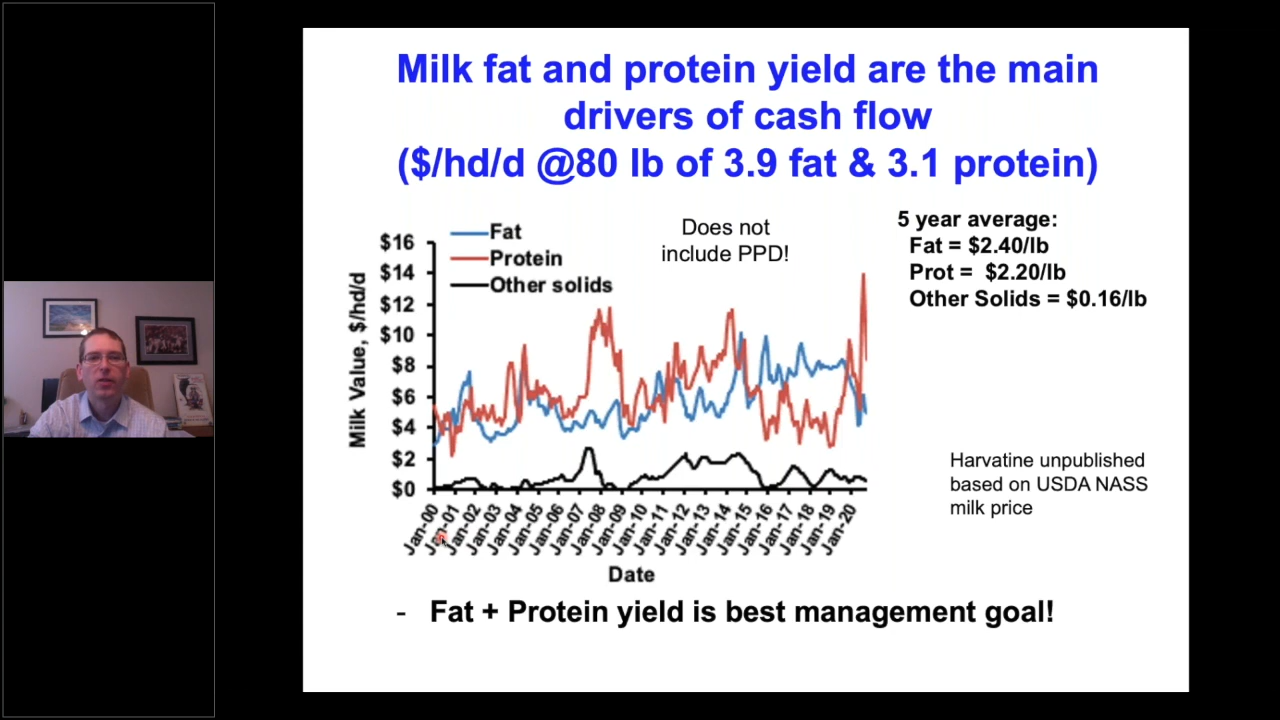 Milk fat and protein yield are the main
drivers of cash flow
($/hd/d @80 lb of 3.9 fat & 3.1 protein)
Fat
Protein
Other solids
Does not
include PPD!
5 year average:
Fat = $2.40/lb
Prot = $2.20/lb
Other Solids = $0.16/lb
Milk Value, $/hd/d
$16
$14
$12
$10
$8
$6
$4
$2
$0
Jan-00
Jan-01
Jan-02
Jan-03
Jan-04
Jan-05
Jan-06
Jan-07
Jan-08
Jan-09
Jan-10
Jan-11
Jan-12
Jan-13
Jan-14
Jan-15
Jan-16
Jan-17
Jan-18
Jan-19
Jan-20
Date
Harvatine unpublished
based on USDA NASS
milk price
- Fat + Protein yield is best management goal!